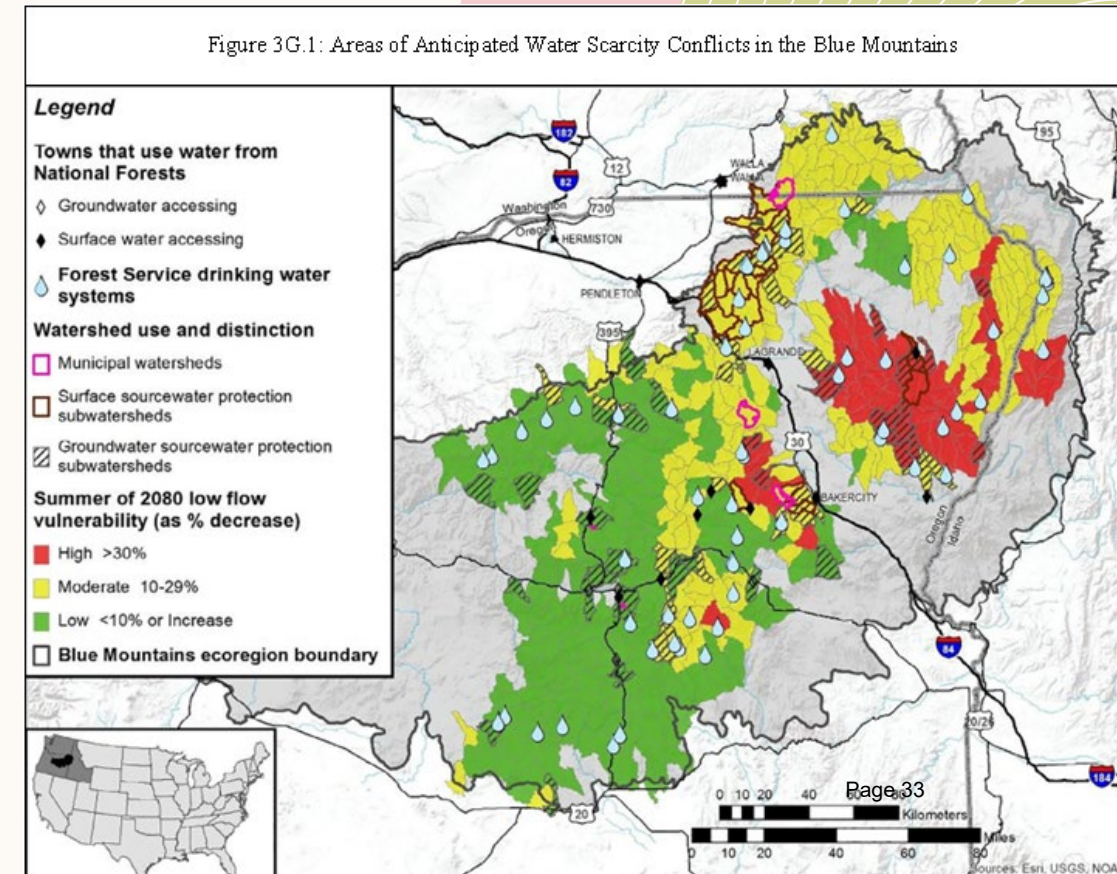 Figure 3G.1: Areas of Anticipated Water Scarcity Conflicts in the Blue Mountains
Legend
Towns that use water from
National Forests
Groundwater accessing
Surface water accessing
Forest Service drinking water
systems
Watershed use and distinction
Municipal watersheds
Surface sourcewater protection
subwatersheds
Groundwater sourcewater protection
subwatersheds
Summer of 2080 low flow
vulnerability (as % decrease)
High >30%
Moderate 10-29%
Low <10% or Increase
Blue Mountains ecoregion boundary
182
95
12
82
WALLA
WALLA
Washington
730
Oregon
HERMISTON
PENDLETON
395
LAGRANDE
30
BAKERCITY
Oregon
Idaho
84
20/26
184
20
Page 33
0 10 20 40 60
Kilometers
Miles
0 10 20 40 60 80
Sources: Esri, USGS, NOA